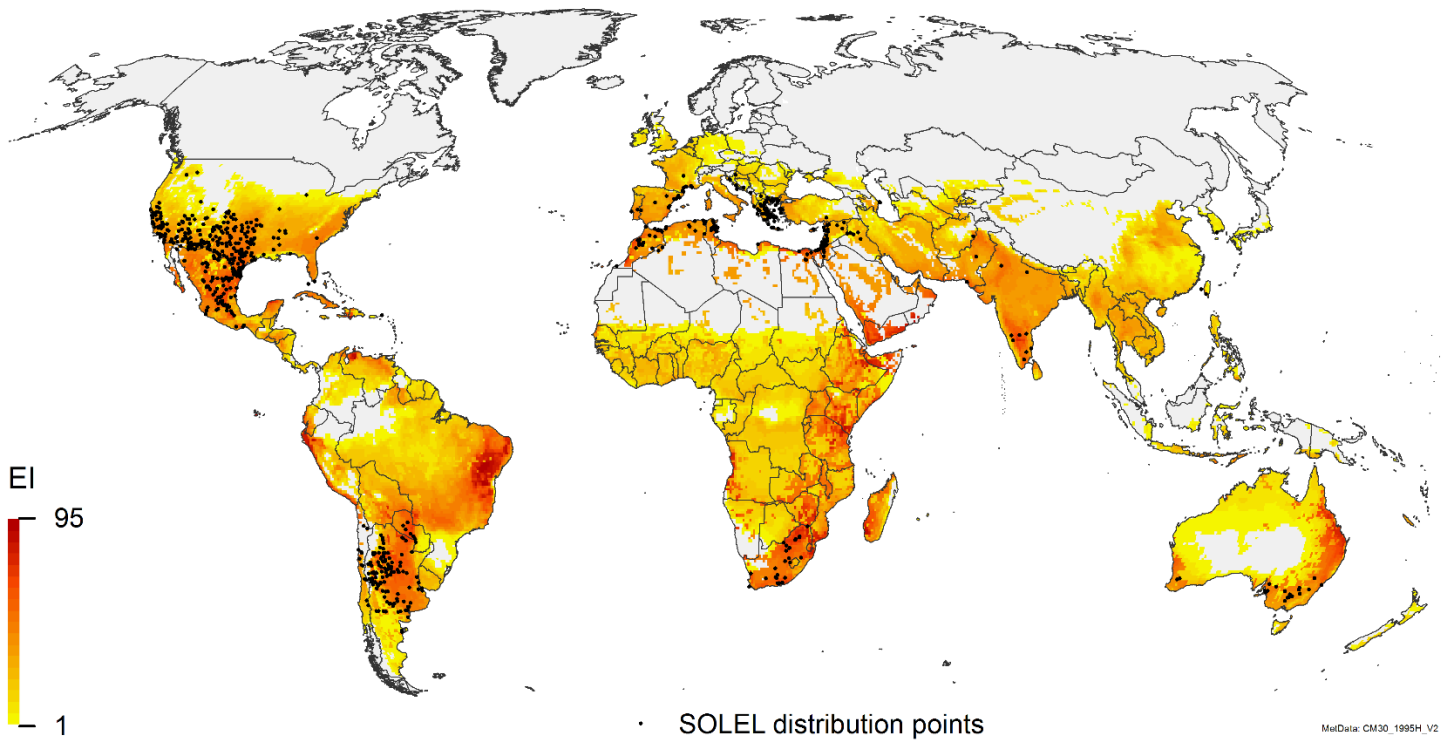 EI
95
1
SOLEL distribution points
MetData: CM30_1995H_V2